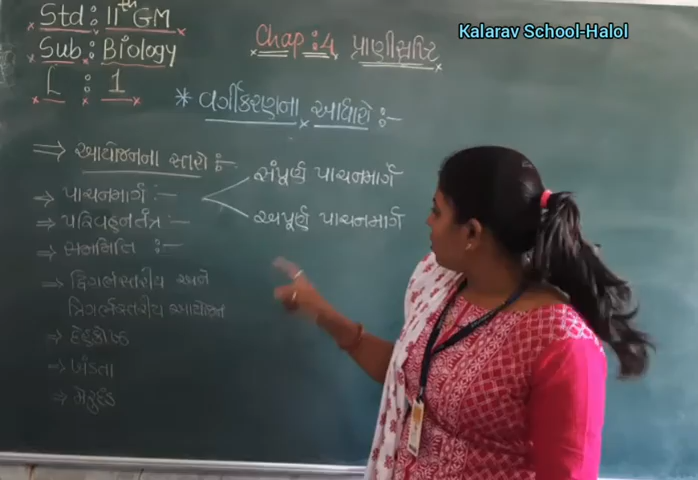 Kalarav School-Halol
Std : 11th GM
Sub : Biology
L : 1
Chap : 4 પ્રાણીસૃષ્ટિ
* વર્ગીકરણના આધારો :-
⇒ આયોજનના સ્તરો :-
→ પાચનમાર્ગ :-
સંપૂર્ણ પાચનમાર્ગ
અપૂર્ણ પાચનમાર્ગ
→ પરિવહનતંત્ર :-
→ સમમિતિ :-
→ દ્વિગર્ભસ્તરીય અને
ત્રિગર્ભસ્તરીય આયોજન
→ દેહકોષ્ઠ
→ ખંડતા
→ મેરુદંડ